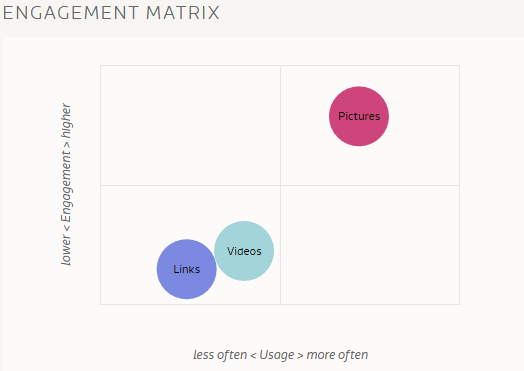 ENGAGEMENT MATRIX
lower < Engagement > higher
Pictures
Videos
Links
less often < Usage > more often